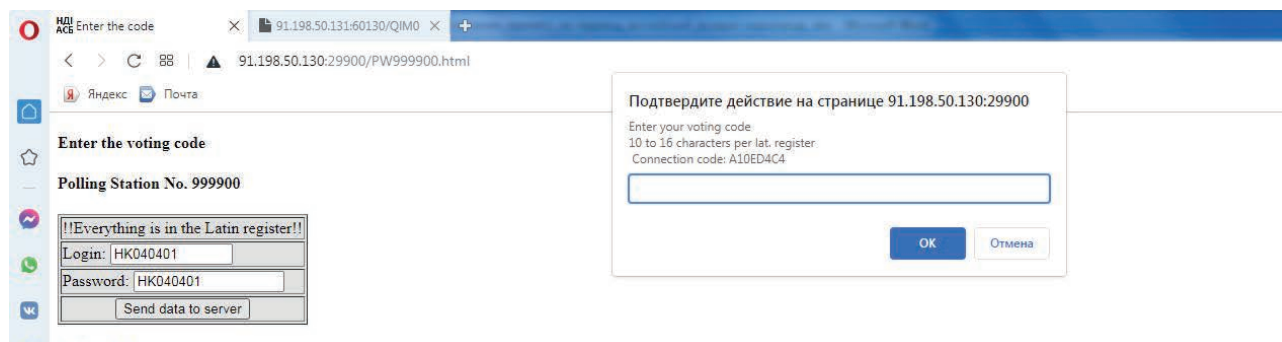 НДІ АСБ Enter the code
91.198.50.131:60130/QIM0
91.198.50.130:29900/PW999900.html
Яндекс Почта
Enter the voting code
Polling Station No. 999900
!!Everything is in the Latin register!!
Login: HK040401
Password: HK040401
Send data to server
Подтвердите действие на странице 91.198.50.130:29900
Enter your voting code
10 to 16 characters per lat. register
Connection code: A10ED4C4
ОК Отмена